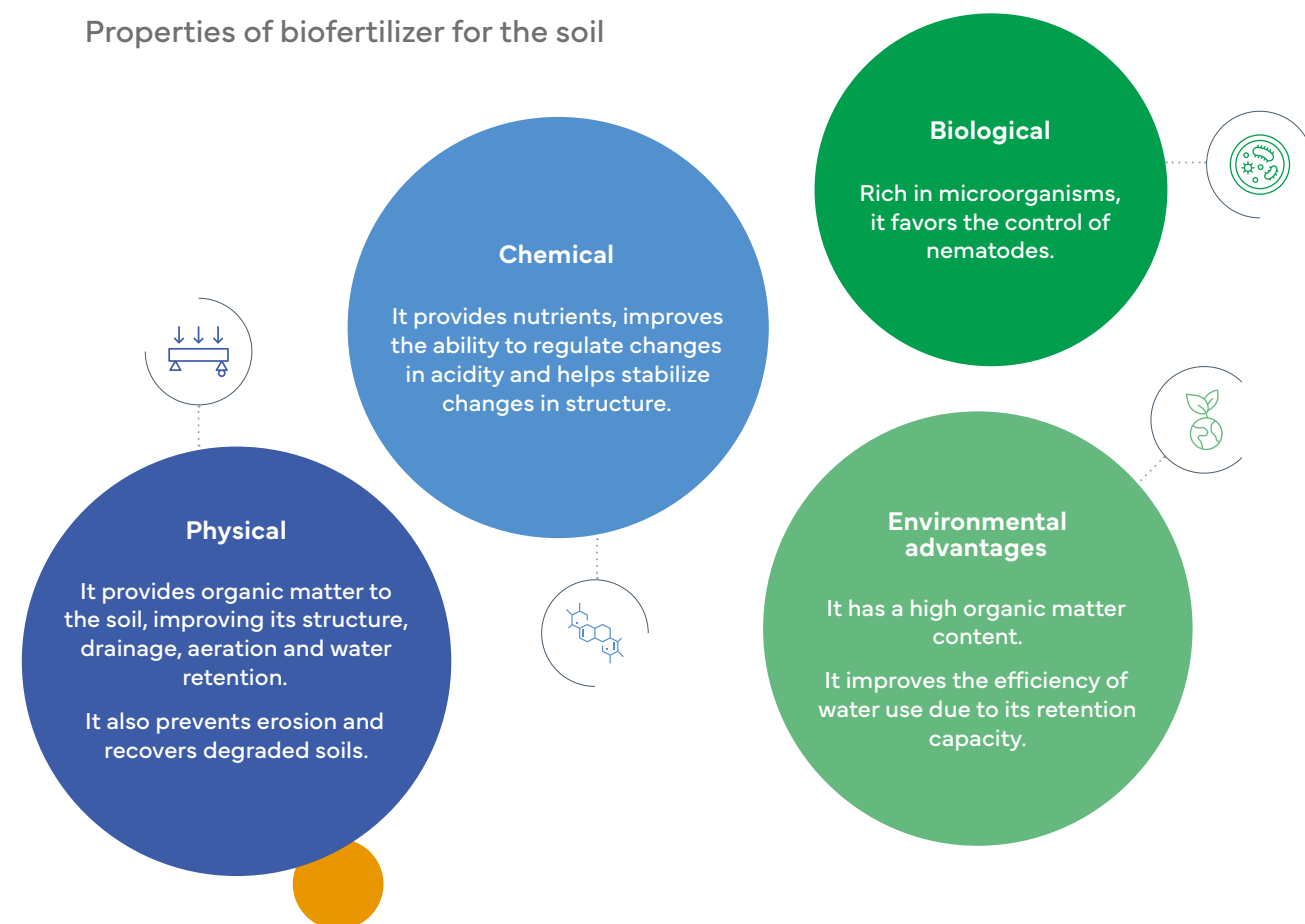 Properties of biofertilizer for the soil
Physical
It provides organic matter to
the soil, improving its structure,
drainage, aeration and water
retention.
It also prevents erosion and
recovers degraded soils.
Chemical
It provides nutrients, improves
the ability to regulate changes
in acidity and helps stabilize
changes in structure.
Biological
Rich in microorganisms,
it favors the control of
nematodes.
Environmental
advantages
It has a high organic matter
content.
It improves the efficiency of
water use due to its retention
capacity.